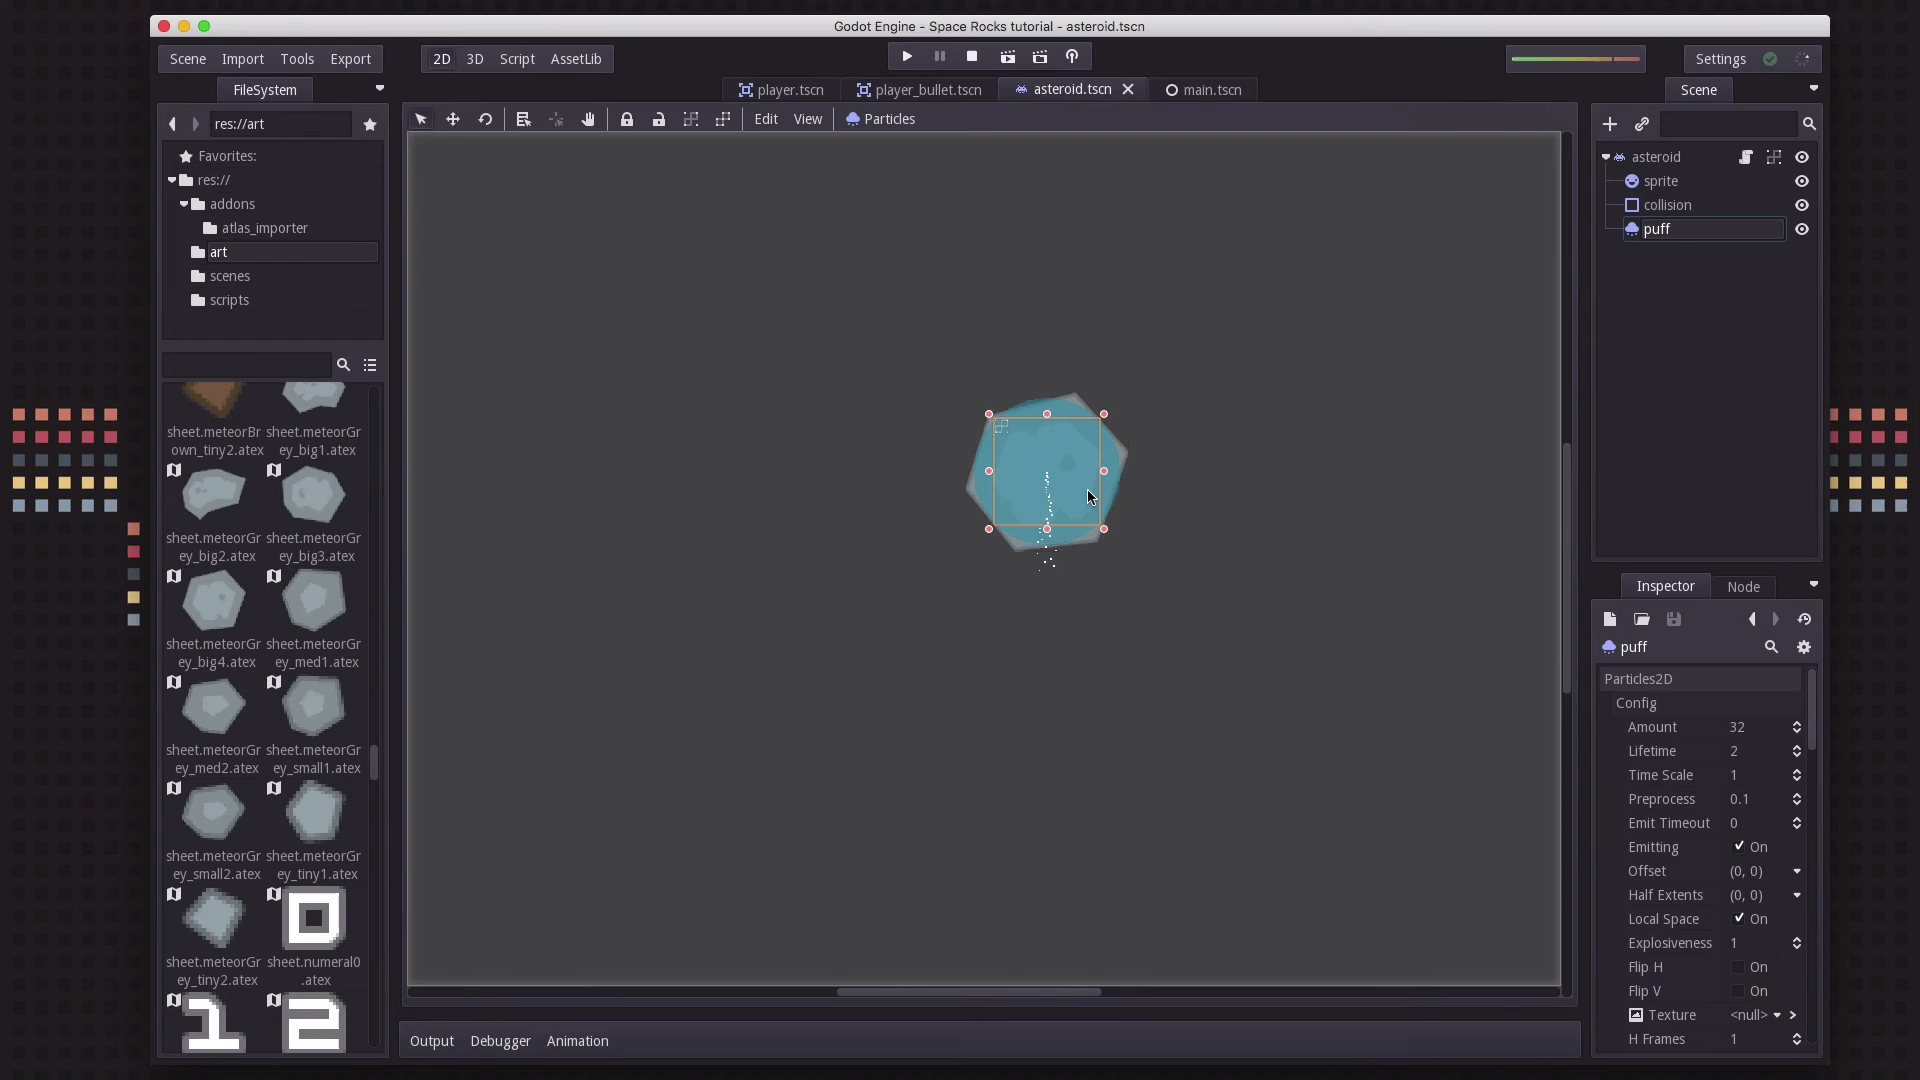 Godot Engine - Space Rocks tutorial - asteroid.tscn
Scene Import Tools Export
2D 3D Script AssetLib
Settings
FileSystem
player.tscn
player_bullet.tscn
asteroid.tscn
main.tscn
Scene
res://art
Edit View Particles
Favorites:
res://
addons
atlas_importer
art
scenes
scripts
asteroid
sprite
collision
puff
sheet.meteorBr
own_tiny2.atex
sheet.meteorGr
ey_big1.atex
sheet.meteorGr
ey_big2.atex
sheet.meteorGr
ey_big3.atex
sheet.meteorGr
ey_big4.atex
sheet.meteorGr
ey_med1.atex
sheet.meteorGr
ey_med2.atex
sheet.meteorGr
ey_small1.atex
sheet.meteorGr
ey_small2.atex
sheet.meteorGr
ey_tiny1.atex
sheet.meteorGr
ey_tiny2.atex
sheet.numeral0
.atex
0
1
2
Inspector Node
puff
Particles2D
Config
Amount 32
Lifetime 2
Time Scale 1
Preprocess 0.1
Emit Timeout 0
Emitting On
Offset (0, 0)
Half Extents (0, 0)
Local Space On
Explosiveness 1
Flip H On
Flip V On
Texture <null>
H Frames 1
Output Debugger Animation